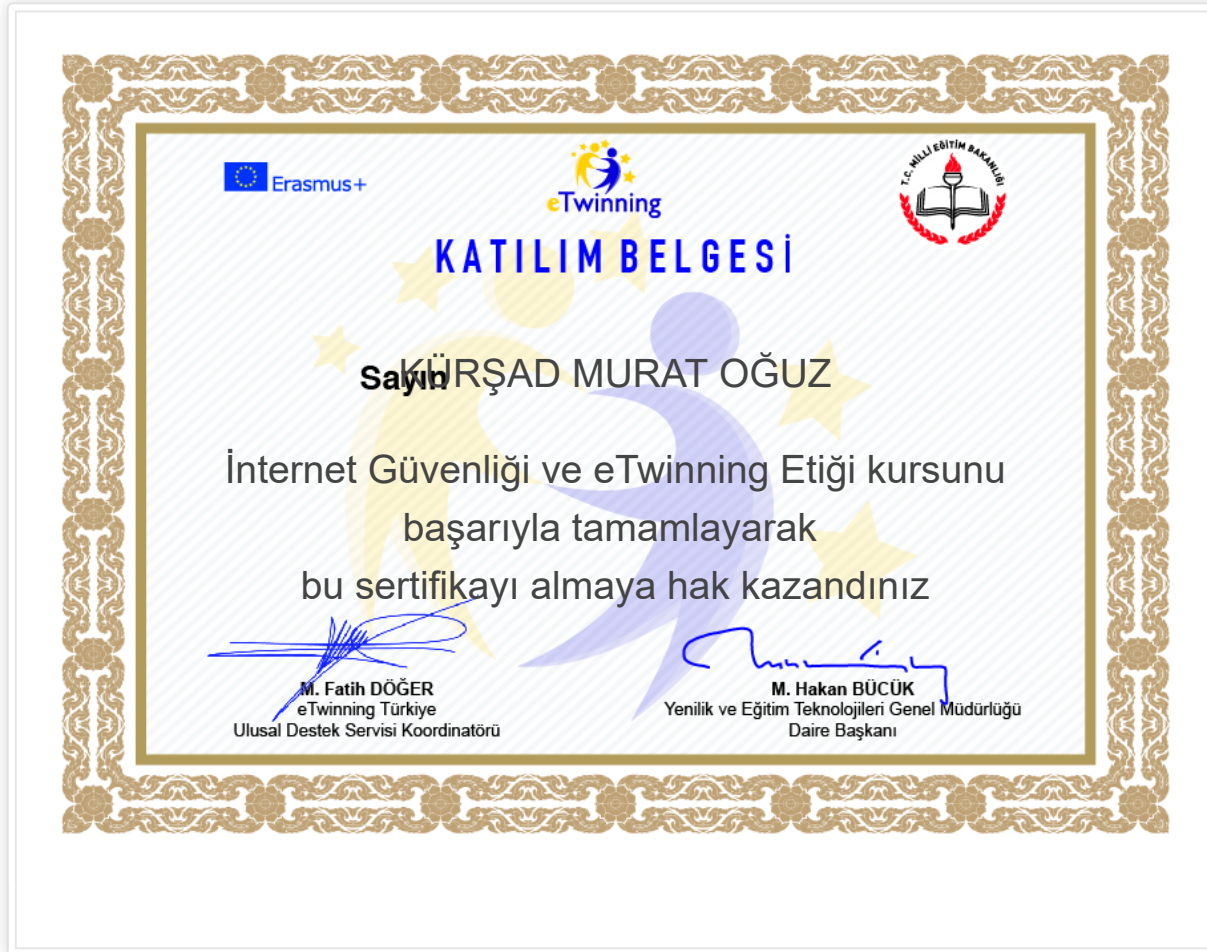 Erasmus+
eTwinning
T.C. MİLLİ EĞİTİM BAKANLIĞI
KATILIM BELGESİ
Sayın KÜRŞAD MURAT OĞUZ
İnternet Güvenliği ve eTwinning Etiği kursunu
başarıyla tamamlayarak
bu sertifikayı almaya hak kazandınız
M. Fatih DÖĞER
eTwinning Türkiye
Ulusal Destek Servisi Koordinatörü
M. Hakan BÜCÜK
Yenilik ve Eğitim Teknolojileri Genel Müdürlüğü
Daire Başkanı